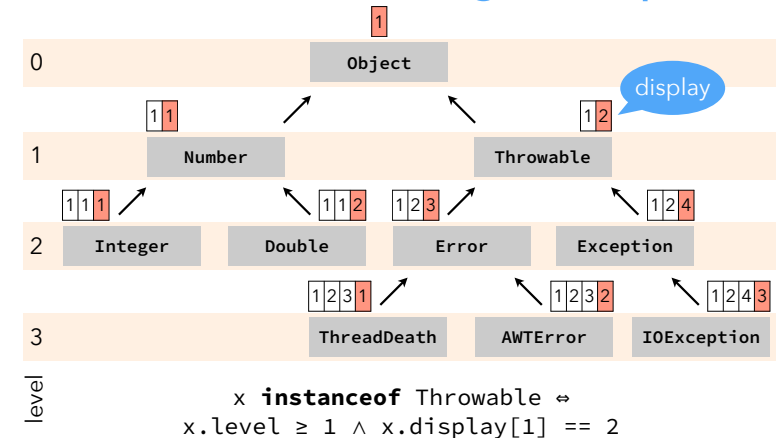 1
0 Object
display
1 1 1 2
1 Number Throwable
1 1 1 1 1 2 1 2 3 1 2 4
2 Integer Double Error Exception
1 2 3 1 1 2 3 2 1 2 4 3
3 ThreadDeath AWTError IOException
level
x instanceof Throwable ⇔
x.level ≥ 1 ∧ x.display[1] == 2